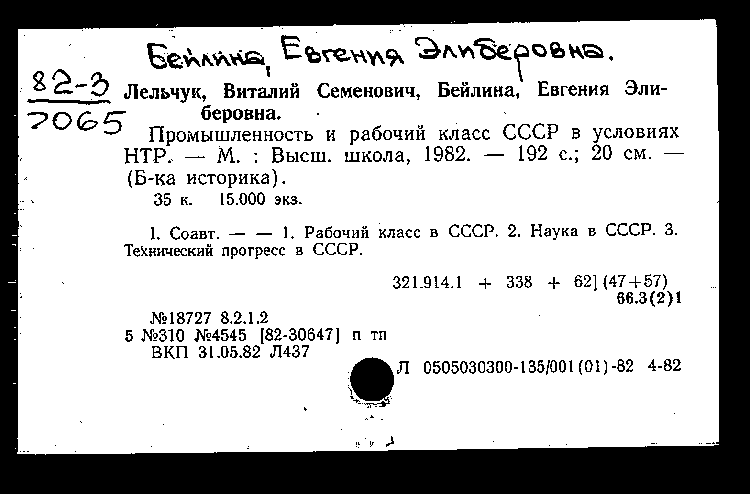 Бейлина, Евгения Элиберовна.
82-3
7065
Лельчук, Виталий Семенович, Бейлина, Евгения Эли-
беровна.
Промышленность и рабочий класс СССР в условиях
НТР. — М. : Высш. школа, 1982. — 192 с.; 20 см. —
(Б-ка историка).
35 к. 15.000 экз.
1. Соавт. — — 1. Рабочий класс в СССР. 2. Наука в СССР. 3.
Технический прогресс в СССР.
321.914.1 + 338 + 62](47+57)
66.3(2)1
№18727 8.2.1.2
5 №310 №4545 [82-30647] п тп
ВКП 31.05.82 Л437
Л 0505030300-135/001(01)-82 4-82